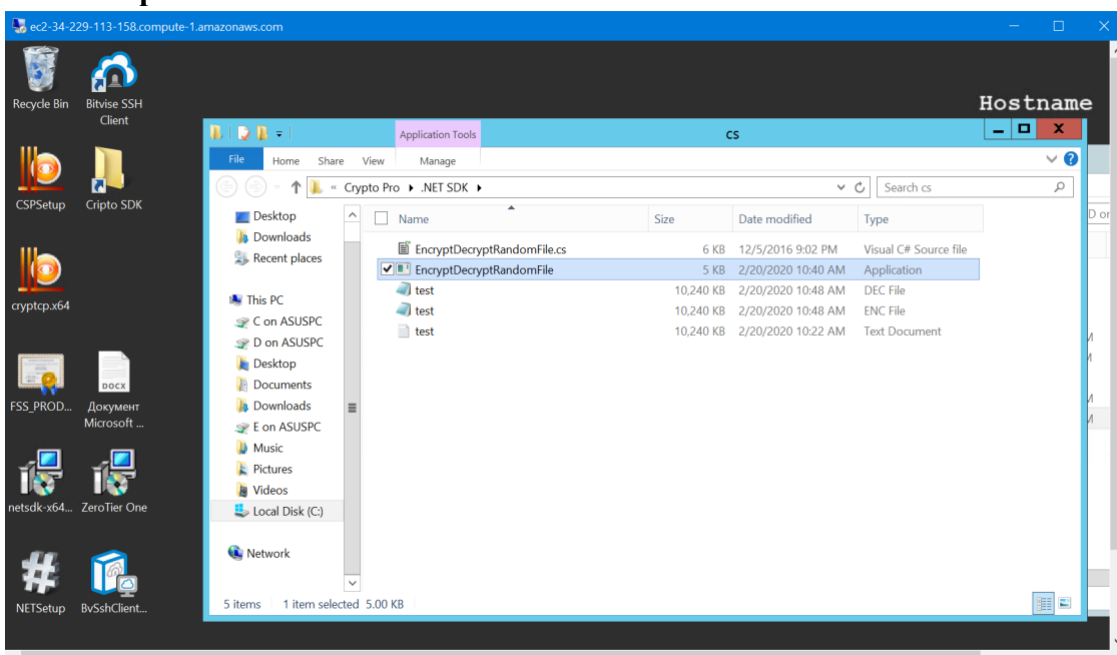 ec2-34-229-113-158.compute-1.amazonaws.com
Recycle Bin
Bitvise SSH
Client
Hostname
Application Tools
cs
File Home Share View Manage
« Crypto Pro ▸ .NET SDK ▸
Search cs
CSPSetup
Cripto SDK
cryptcp.x64
FSS_PROD...
Документ
Microsoft ...
netsdk-x64...
ZeroTier One
NETSetup
BvSshClient...
Desktop
Downloads
Recent places
This PC
C on ASUSPC
D on ASUSPC
Desktop
Documents
Downloads
E on ASUSPC
Music
Pictures
Videos
Local Disk (C:)
Network
Name Size Date modified Type
EncryptDecryptRandomFile.cs 6 KB 12/5/2016 9:02 PM Visual C# Source file
EncryptDecryptRandomFile 5 KB 2/20/2020 10:40 AM Application
test 10,240 KB 2/20/2020 10:48 AM DEC File
test 10,240 KB 2/20/2020 10:48 AM ENC File
test 10,240 KB 2/20/2020 10:22 AM Text Document
5 items 1 item selected 5.00 KB
DOCX
D or